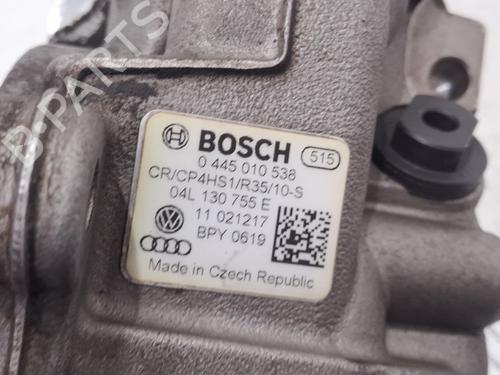 B-PARTS
BOSCH 515
0 445 010 538
CR/CP4HS1/R35/10-S
04L 130 755 E
11 021217
BPY 0619
Made in Czech Republic